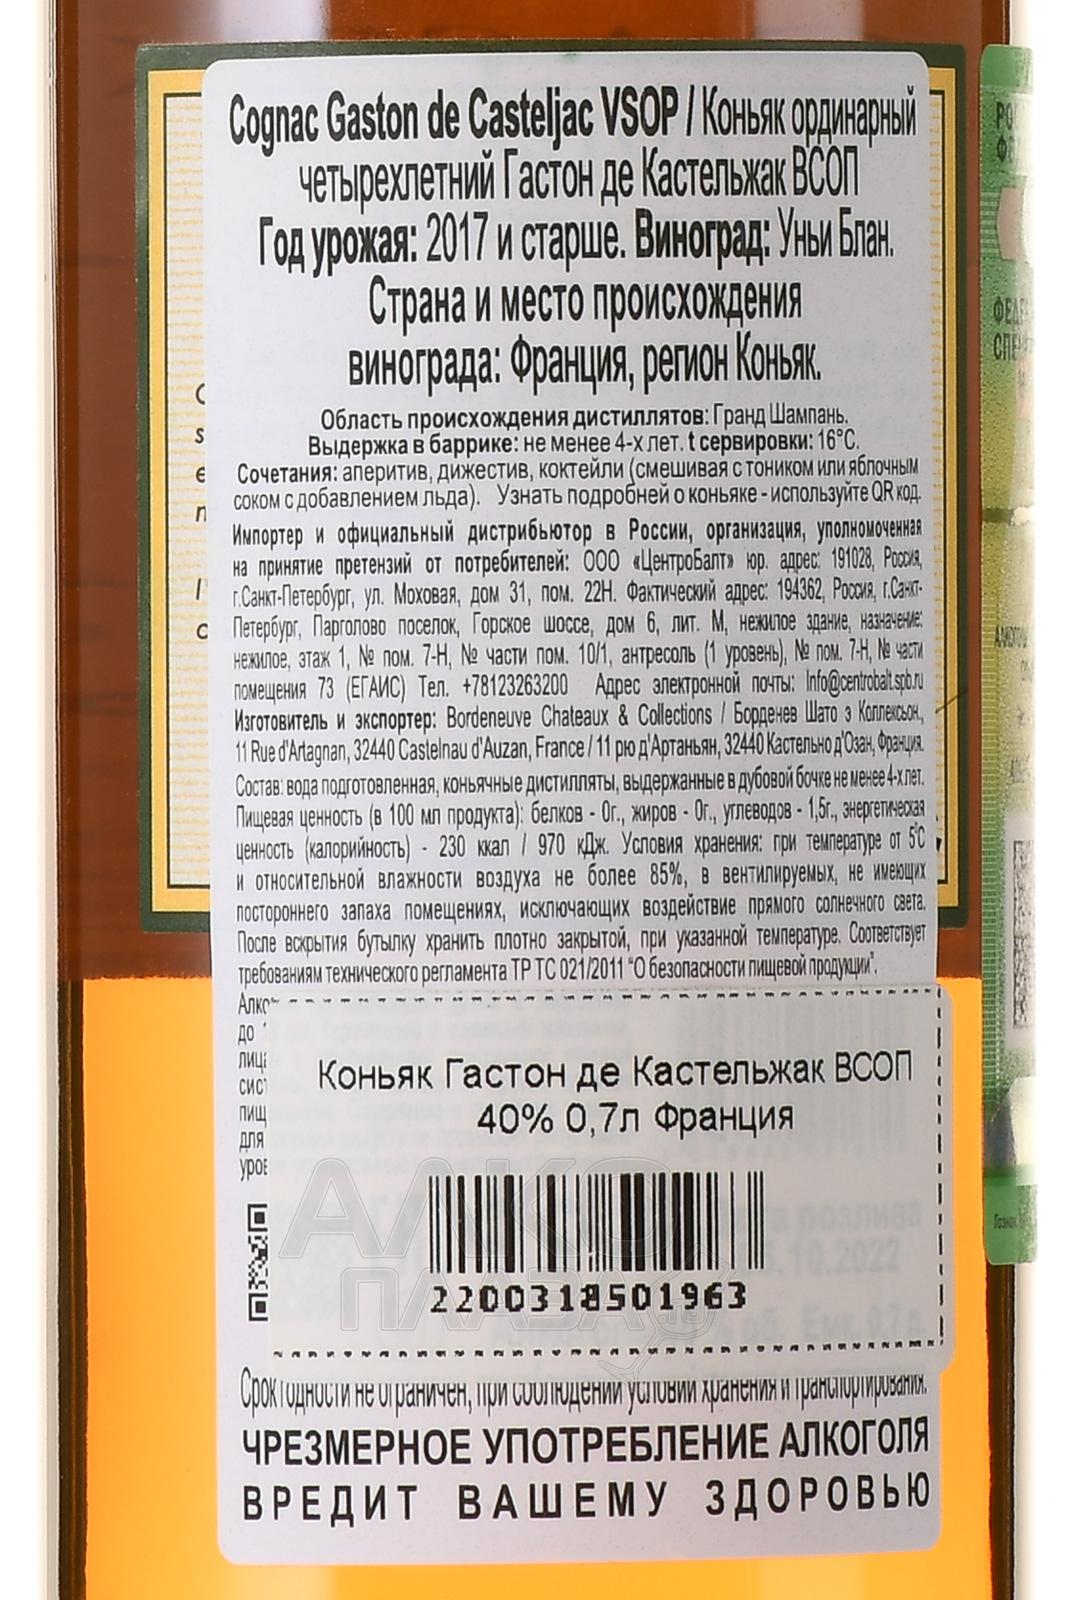 Cognac Gaston de Casteljac VSOP / Коньяк ординарный
четырехлетний Гастон де Кастельжак ВСОП
Год урожая: 2017 и старше. Виноград: Уньи Блан.
Страна и место происхождения
винограда: Франция, регион Коньяк.
Область происхождения дистиллятов: Гранд Шампань.
Выдержка в баррике: не менее 4-х лет. t сервировки: 16°С.
Сочетания: аперитив, дижестив, коктейли (смешивая с тоником или яблочным
соком с добавлением льда). Узнать подробней о коньяке - используйте QR код.
Импортер и официальный дистрибьютор в России, организация, уполномоченная
на принятие претензий от потребителей: ООО «ЦентроБалт» юр. адрес: 191028, Россия,
г.Санкт-Петербург, ул. Моховая, дом 31, пом. 22Н. Фактический адрес: 194362, Россия, г.Санкт-
Петербург, Парголово поселок, Горское шоссе, дом 6, лит. М, нежилое здание, назначение:
нежилое, этаж 1, № пом. 7-Н, № части пом. 10/1, антресоль (1 уровень), № пом. 7-Н, № части
помещения 73 (ЕГАИС) Тел. +78123263200 Адрес электронной почты: Info@centrobalt.spb.ru
Изготовитель и экспортер: Bordeneuve Chateaux & Collections / Борденев Шато э Коллексьон.,
11 Rue d'Artagnan, 32440 Castelnau d'Auzan, France / 11 рю д'Артаньян, 32440 Кастельно д'Озан, Франция.
Состав: вода подготовленная, коньячные дистилляты, выдержанные в дубовой бочке не менее 4-х лет.
Пищевая ценность (в 100 мл продукта): белков - 0г., жиров - 0г., углеводов - 1,5г., энергетическая
ценность (калорийность) - 230 ккал / 970 кДж. Условия хранения: при температуре от 5°С
и относительной влажности воздуха не более 85%, в вентилируемых, не имеющих
постороннего запаха помещениях, исключающих воздействие прямого солнечного света.
После вскрытия бутылку хранить плотно закрытой, при указанной температуре. Соответствует
требованиям технического регламента ТР ТС 021/2011 "О безопасности пищевой продукции".
до
Коньяк Гастон де Кастельжак ВСОП
40% 0,7л Франция
для
Дата розлива
.10.2022
% об. Емк. 0,7 л.
2200318501963
АЛКО
ПЛАЗА.ru
Срок годности не ограничен, при соблюдении условий хранения и транспортирования.
ЧРЕЗМЕРНОЕ УПОТРЕБЛЕНИЕ АЛКОГОЛЯ
ВРЕДИТ ВАШЕМУ ЗДОРОВЬЮ